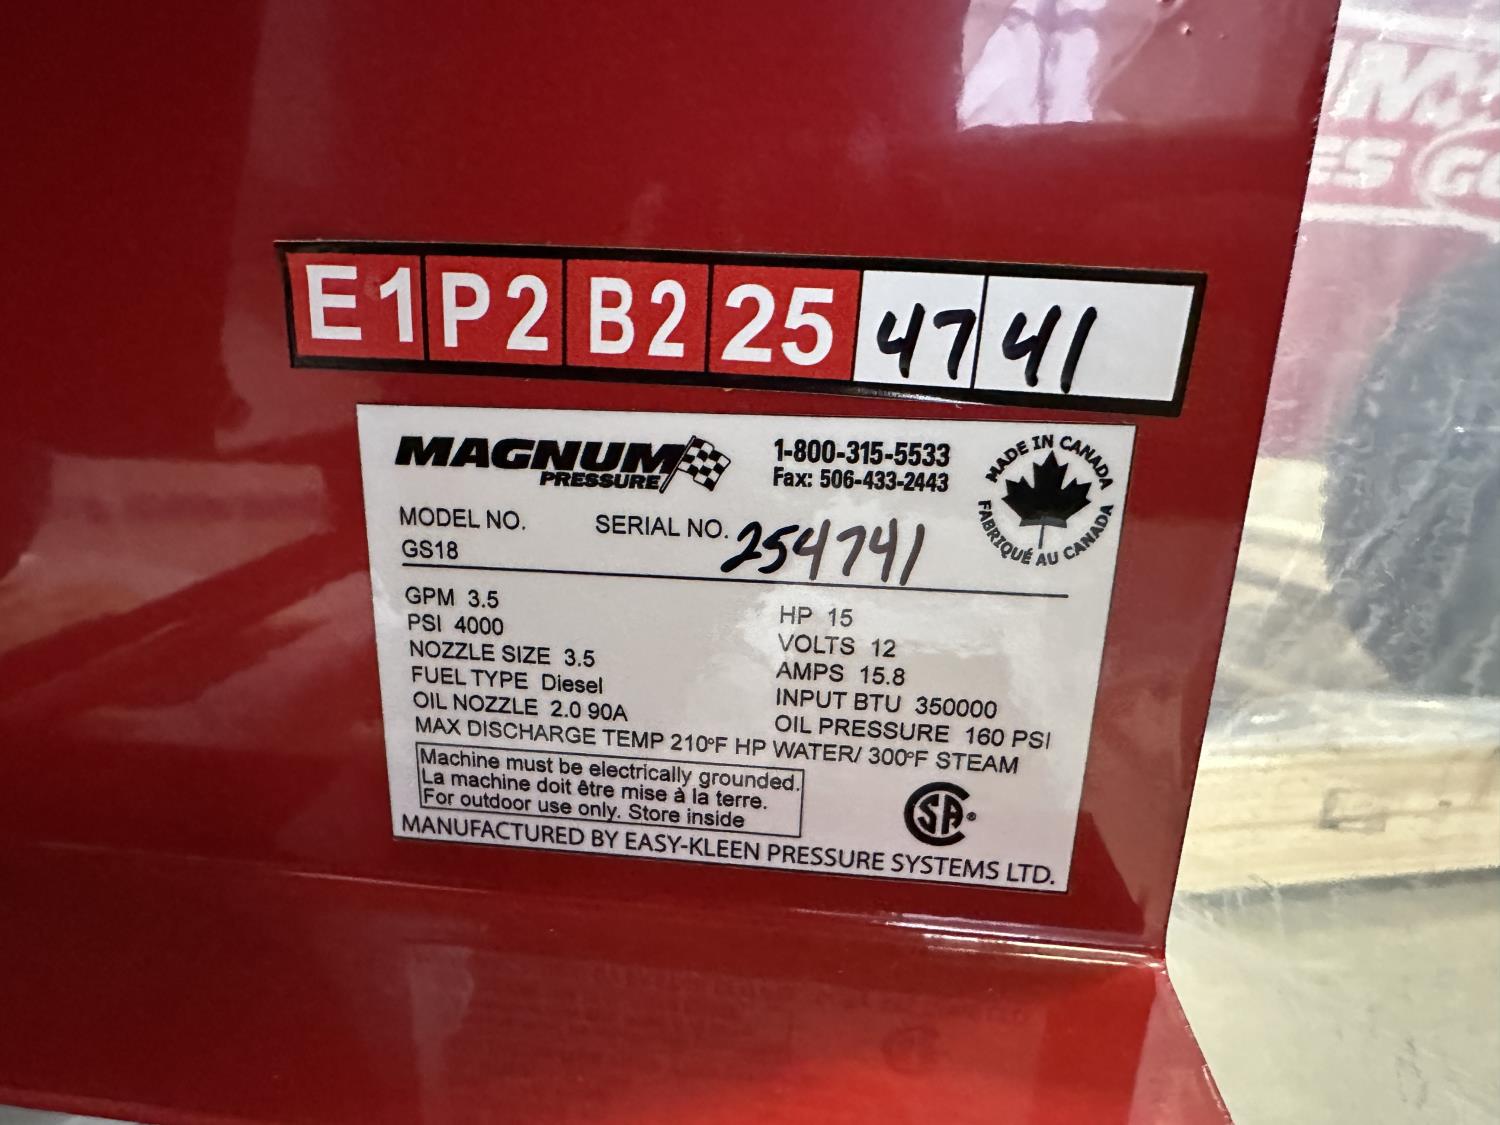 E1 P2 B2 25 47 41
MAGNUM
PRESSURE
1-800-315-5533
Fax: 506-433-2443
MADE IN CANADA
FABRIQUÉ AU CANADA
MODEL NO. SERIAL NO. 254741
GS18
GPM 3.5
PSI 4000
NOZZLE SIZE 3.5
FUEL TYPE Diesel
OIL NOZZLE 2.0 90A
HP 15
VOLTS 12
AMPS 15.8
INPUT BTU 350000
OIL PRESSURE 160 PSI
MAX DISCHARGE TEMP 210°F HP WATER/ 300°F STEAM
Machine must be electrically grounded.
La machine doit être mise à la terre.
For outdoor use only. Store inside
CSA®
MANUFACTURED BY EASY-KLEEN PRESSURE SYSTEMS LTD.